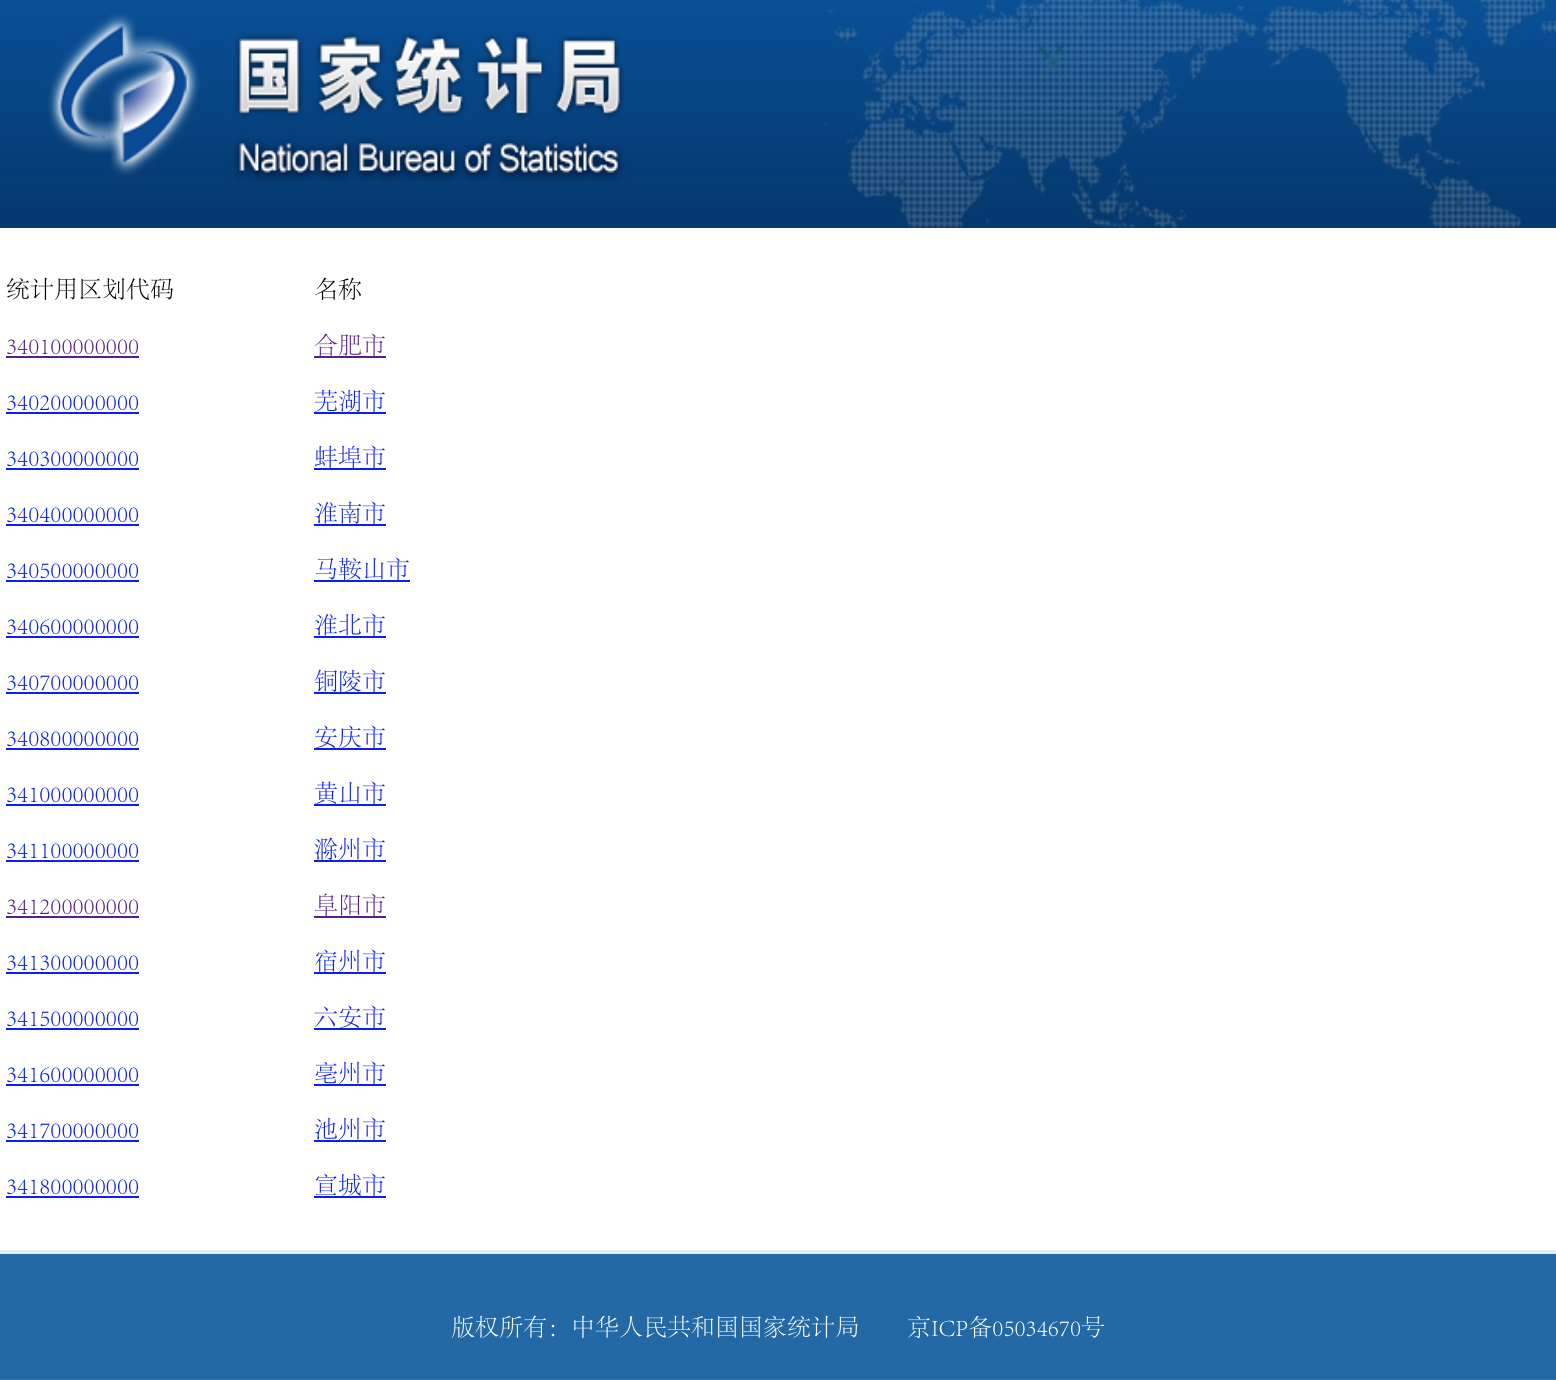 国家统计局
National Bureau of Statistics
统计用区划代码 名称
340100000000 合肥市
340200000000 芜湖市
340300000000 蚌埠市
340400000000 淮南市
340500000000 马鞍山市
340600000000 淮北市
340700000000 铜陵市
340800000000 安庆市
341000000000 黄山市
341100000000 滁州市
341200000000 阜阳市
341300000000 宿州市
341500000000 六安市
341600000000 亳州市
341700000000 池州市
341800000000 宣城市
版权所有：中华人民共和国国家统计局 京ICP备05034670号